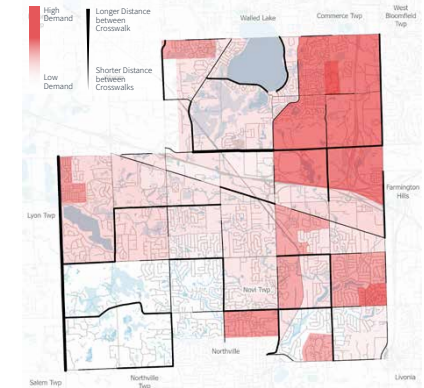 High
Demand
Low
Demand
Longer Distance
between
Crosswalk
Shorter Distance
between
Crosswalks
Walled Lake
Commerce Twp
West
Bloomfield
Twp
Farmington
Hills
Lyon Twp
Novi Twp
Northville
Salem Twp
Northville
Twp
Livonia